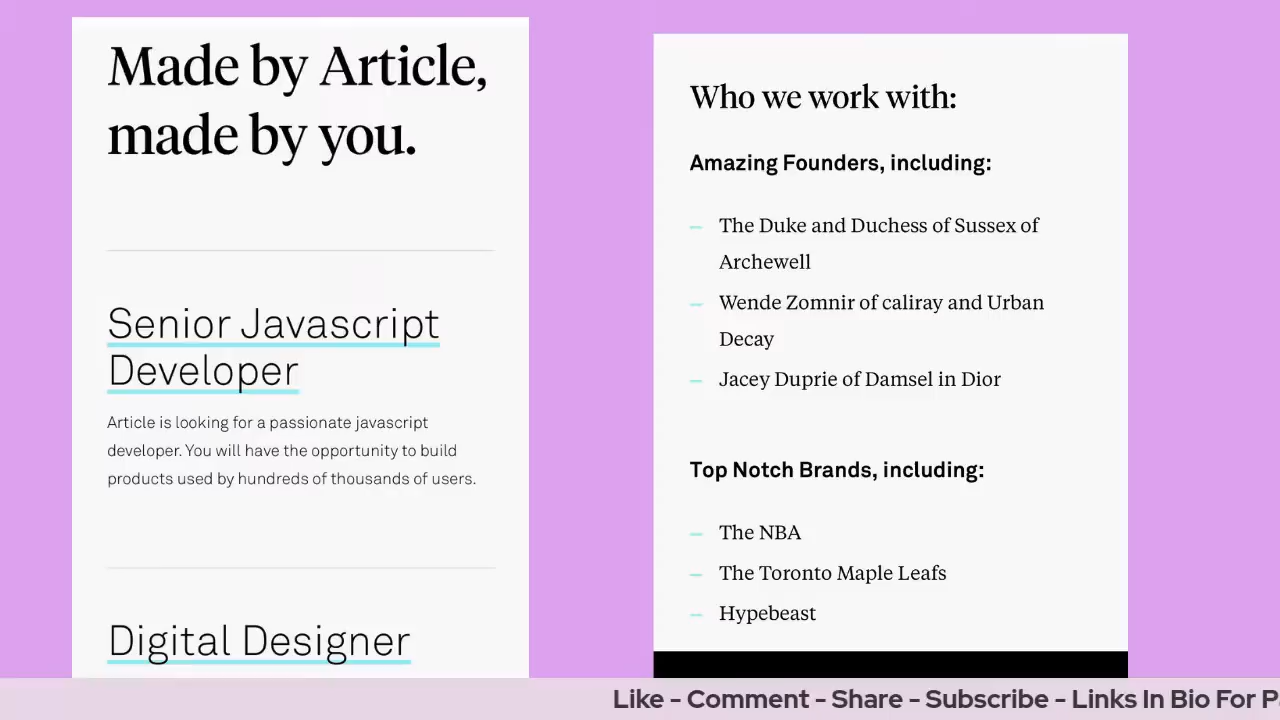 Made by Article,
made by you.
Senior Javascript
Developer
Article is looking for a passionate javascript
developer. You will have the opportunity to build
products used by hundreds of thousands of users.
Digital Designer
Who we work with:
Amazing Founders, including:
– The Duke and Duchess of Sussex of
Archewell
– Wende Zomnir of caliray and Urban
Decay
– Jacey Duprie of Damsel in Dior
Top Notch Brands, including:
– The NBA
– The Toronto Maple Leafs
– Hypebeast
Like - Comment - Share - Subscribe - Links In Bio For